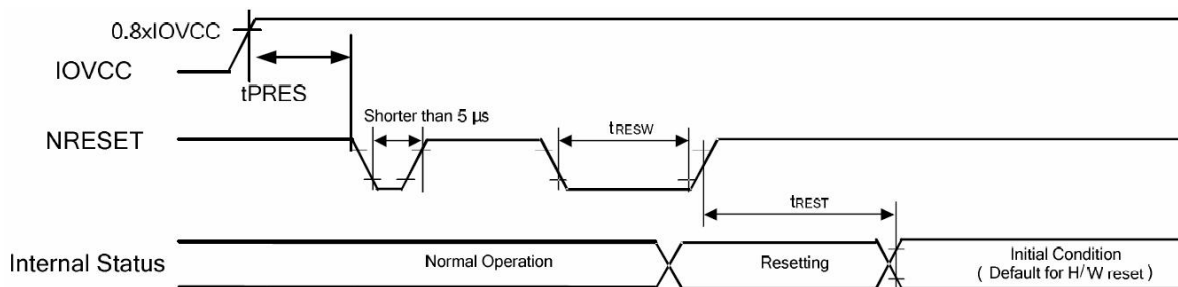 0.8xIOVCC
IOVCC
tPRES
Shorter than 5 µs
NRESET
tRESW
tREST
Internal Status
Normal Operation
Resetting
Initial Condition
( Default for H/W reset )